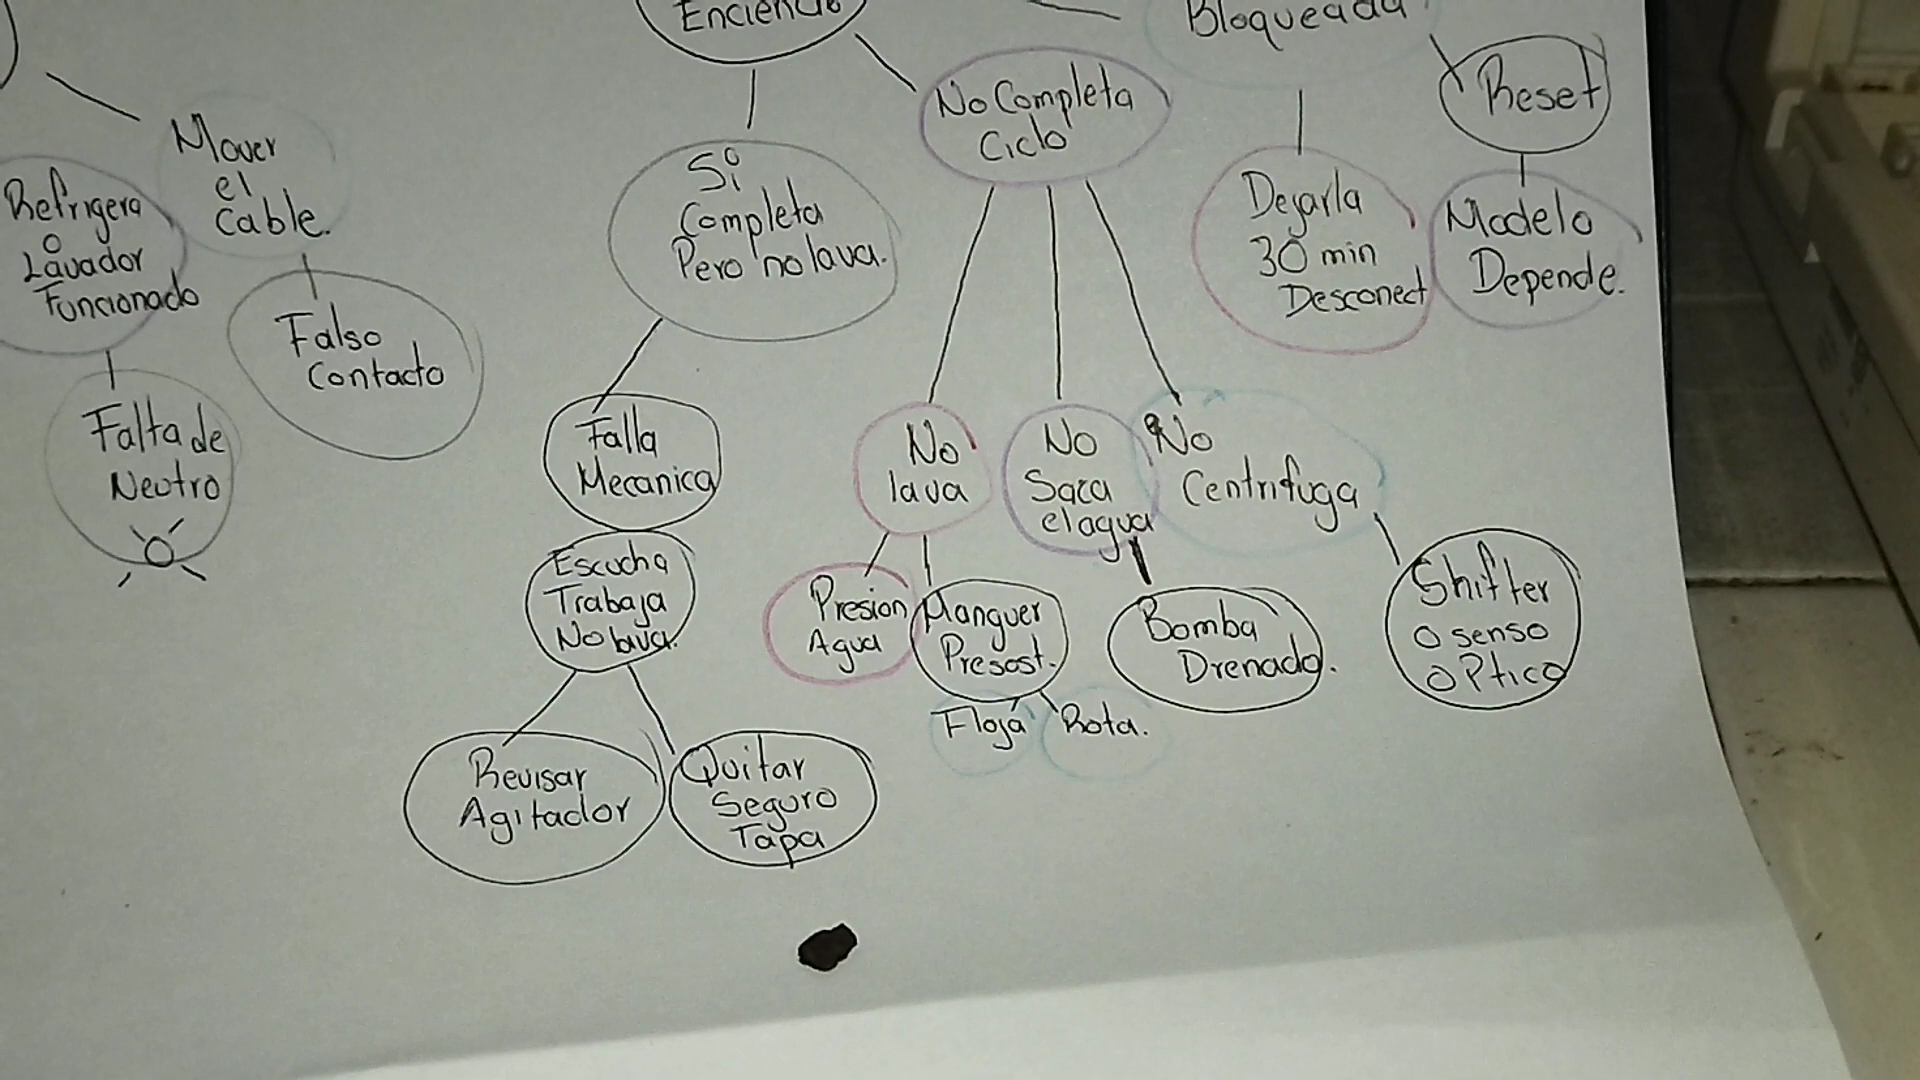 Enciende
Bloqueada
Reset
No Completa
Ciclo
Mover
el
Cable.
Refrigera
o
Lavador
Funcionado
Si
Completa
Pero no lava.
Dejarla
30 min
Desconect
Modelo
Depende.
Falso
Contacto
Falta de
Neutro
Falla
Mecanica
No
lava
No
Saca
el agua
No
Centrifuga
Escucha
Trabaja
No lava.
Presion
Agua
Manguer
Presost.
Bomba
Drenado.
Shifter
o senso
oPtico
Floja
Rota.
Revisar
Agitador
Quitar
Seguro
Tapa